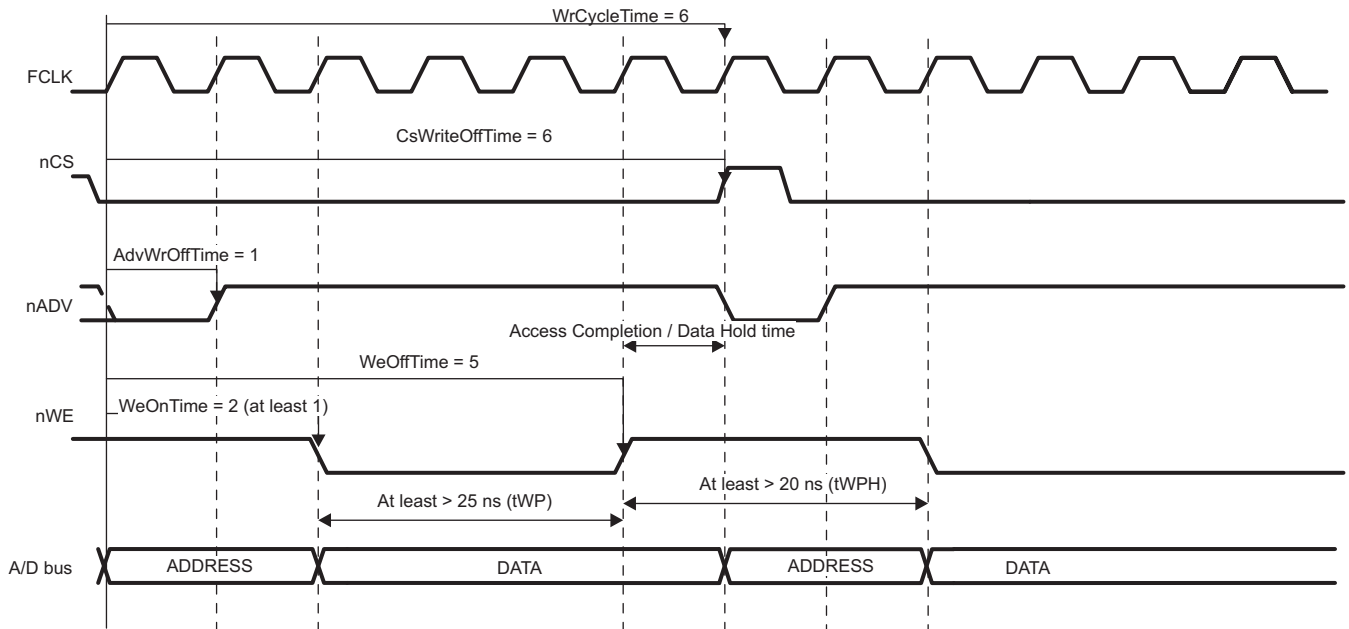 WrCycleTime = 6
FCLK
CsWriteOffTime = 6
nCS
AdvWrOffTime = 1
nADV
Access Completion / Data Hold time
WeOffTime = 5
WeOnTime = 2 (at least 1)
nWE
At least > 25 ns (tWP)
At least > 20 ns (tWPH)
A/D bus
ADDRESS
DATA
ADDRESS
DATA